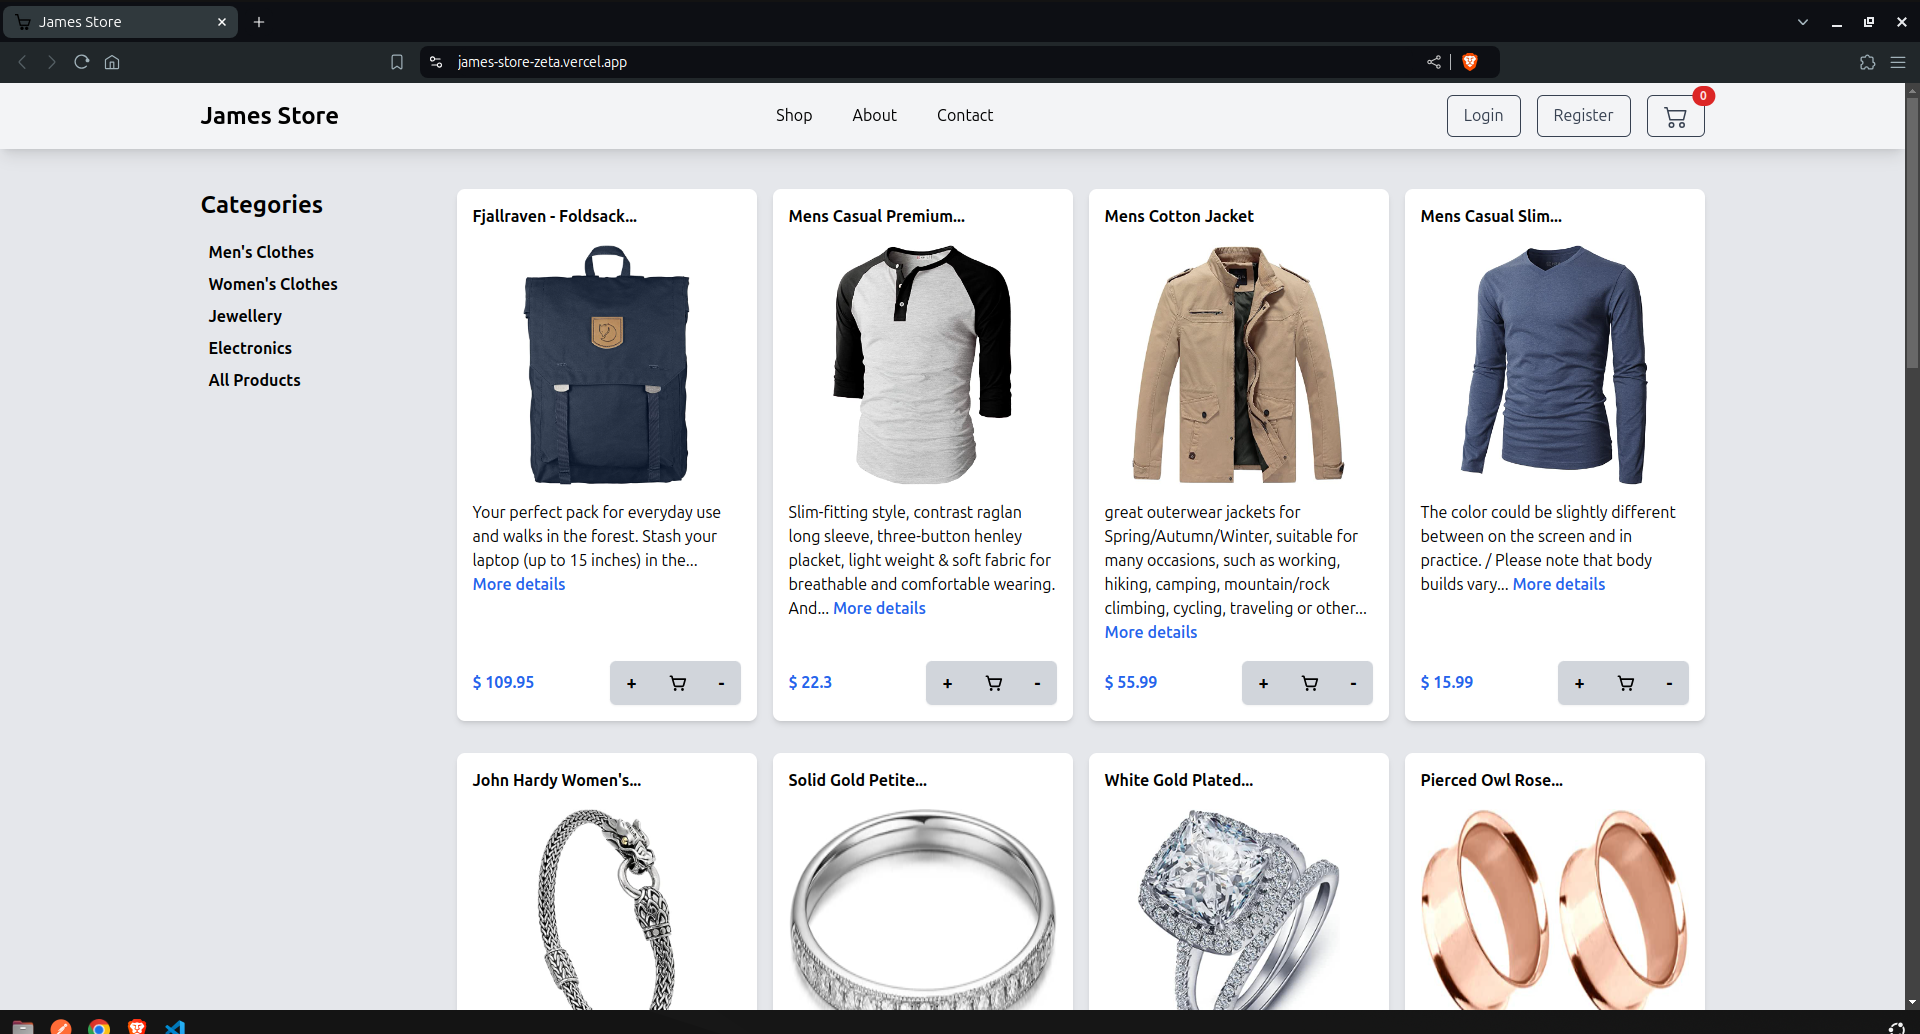 James Store
james-store-zeta.vercel.app
James Store
Shop
About
Contact
Login
Register
0
Categories
Men's Clothes
Women's Clothes
Jewellery
Electronics
All Products
Fjallraven - Foldsack...
Your perfect pack for everyday use
and walks in the forest. Stash your
laptop (up to 15 inches) in the...
More details
$ 109.95
+
-
Mens Casual Premium...
Slim-fitting style, contrast raglan
long sleeve, three-button henley
placket, light weight & soft fabric for
breathable and comfortable wearing.
And... More details
$ 22.3
+
-
Mens Cotton Jacket
great outerwear jackets for
Spring/Autumn/Winter, suitable for
many occasions, such as working,
hiking, camping, mountain/rock
climbing, cycling, traveling or other...
More details
$ 55.99
+
-
Mens Casual Slim...
The color could be slightly different
between on the screen and in
practice. / Please note that body
builds vary... More details
$ 15.99
+
-
John Hardy Women's...
Solid Gold Petite...
White Gold Plated...
Pierced Owl Rose...